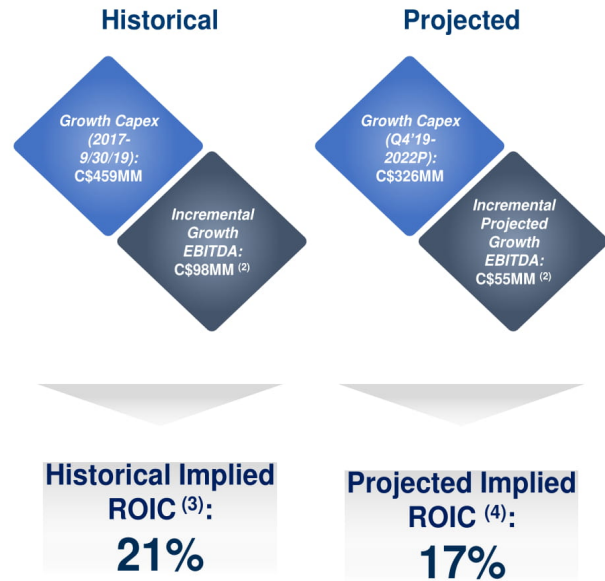 Historical
Growth Capex
(2017-
9/30/19):
C$459MM
Incremental
Growth
EBITDA:
C$98MM (2)
Historical Implied
ROIC (3):
21%
Projected
Growth Capex
(Q4'19-
2022P):
C$326MM
Incremental
Projected
Growth
EBITDA:
C$55MM (2)
Projected Implied
ROIC (4):
17%